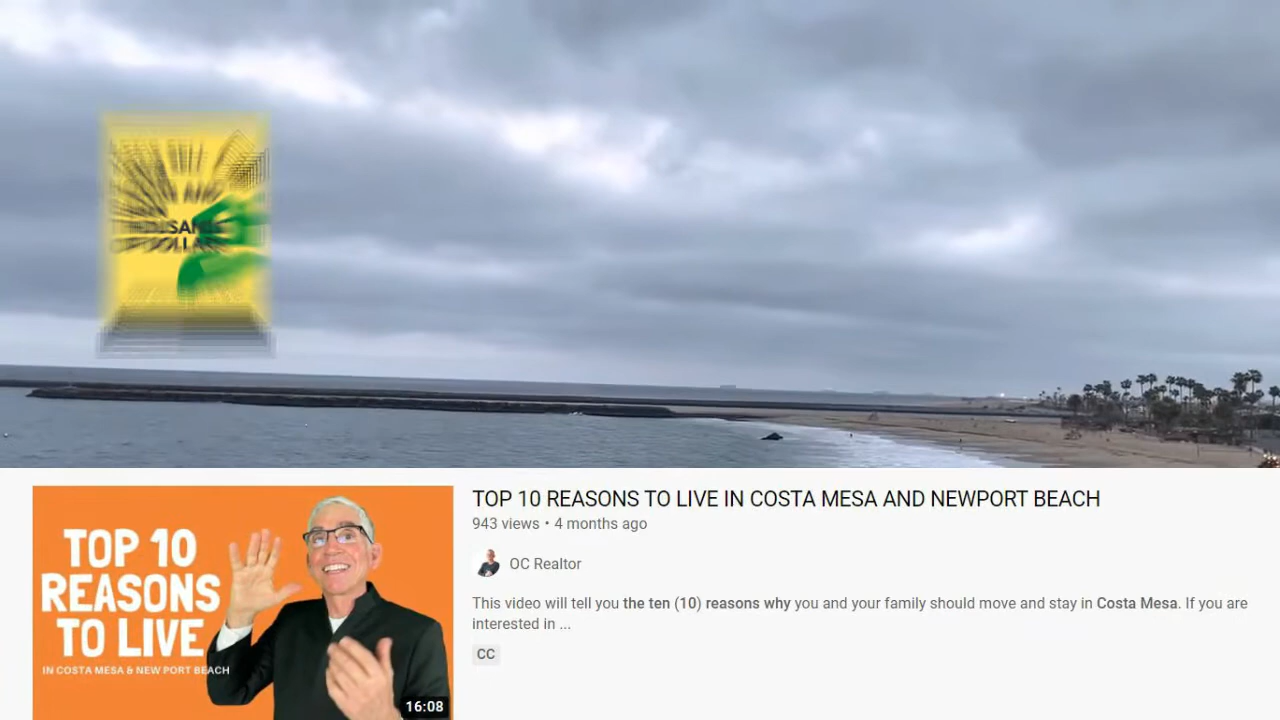 TOP 10 REASONS TO LIVE IN COSTA MESA AND NEWPORT BEACH
943 views • 4 months ago
OC Realtor
This video will tell you the ten (10) reasons why you and your family should move and stay in Costa Mesa. If you are
interested in ...
CC
TOP 10
REASONS
TO LIVE
IN COSTA MESA & NEW PORT BEACH
16:08